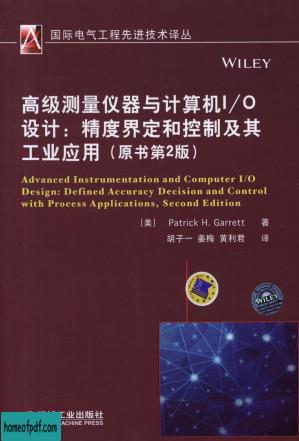 国际电气工程先进技术译丛
WILEY
高级测量仪器与计算机I/O
设计：精度界定和控制及其
工业应用（原书第2版）
Advanced Instrumentation and Computer I/O
Design: Defined Accuracy Decision and Control
with Process Applications, Second Edition
［美］ Patrick H. Garrett 著
胡子一 姜梅 黄利君 译
WILEY
工业出版社
homeofpdf.com